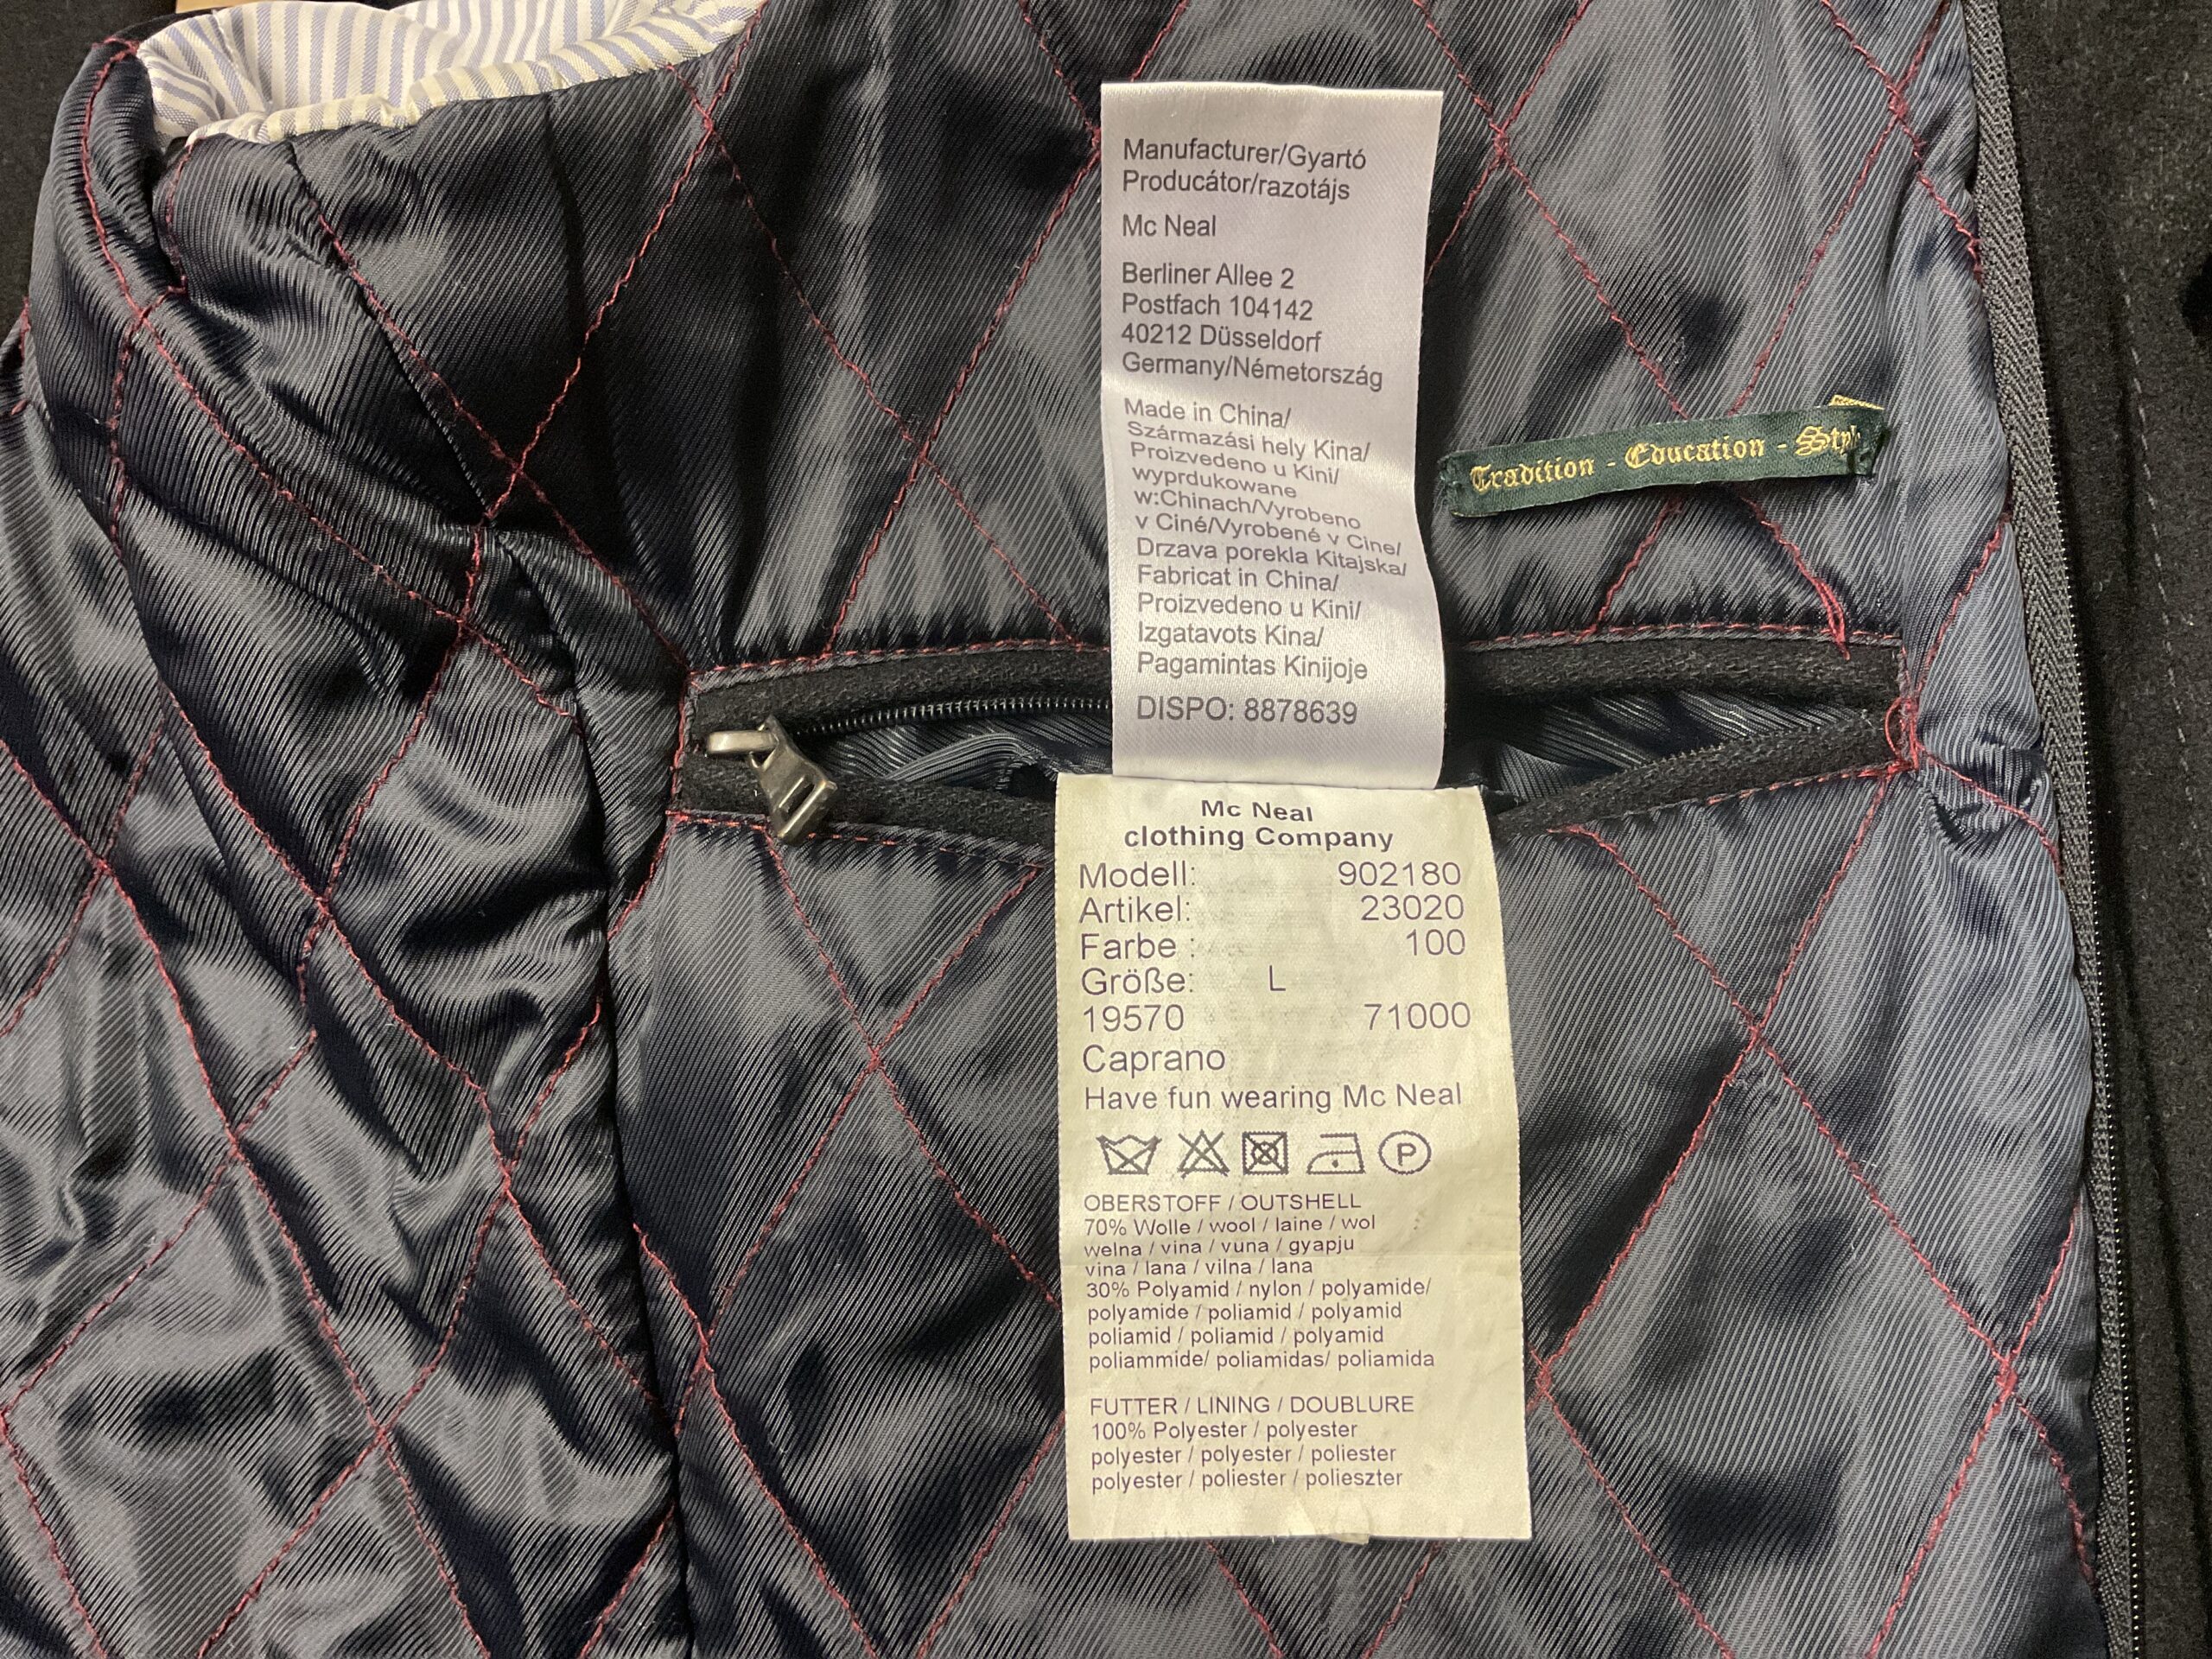 Manufacturer/Gyartó
Producátor/razotájs
Mc Neal
Berliner Allee 2
Postfach 104142
40212 Düsseldorf
Germany/Németország
Made in China/
Származási hely Kina/
Proizvedeno u Kini/
wyprdukowane
w:Chinach/Vyrobeno
v Ciné/Vyrobené v Cine/
Drzava porekla Kitajska/
Fabricat in China/
Proizvedeno u Kini/
Izgatavots Kina/
Pagamintas Kinijoje
DISPO: 8878639
Tradition - Education - Style
Mc Neal
clothing Company
Modell: 902180
Artikel: 23020
Farbe : 100
Größe: L
19570 71000
Caprano
Have fun wearing Mc Neal
P
OBERSTOFF / OUTSHELL
70% Wolle / wool / laine / wol
welna / vina / vuna / gyapju
vina / lana / vilna / lana
30% Polyamid / nylon / polyamide/
polyamide / poliamid / polyamid
poliamid / poliamid / polyamid
poliammide/ poliamidas/ poliamida
FUTTER / LINING / DOUBLURE
100% Polyester / polyester
polyester / polyester / poliester
polyester / poliester / polieszter